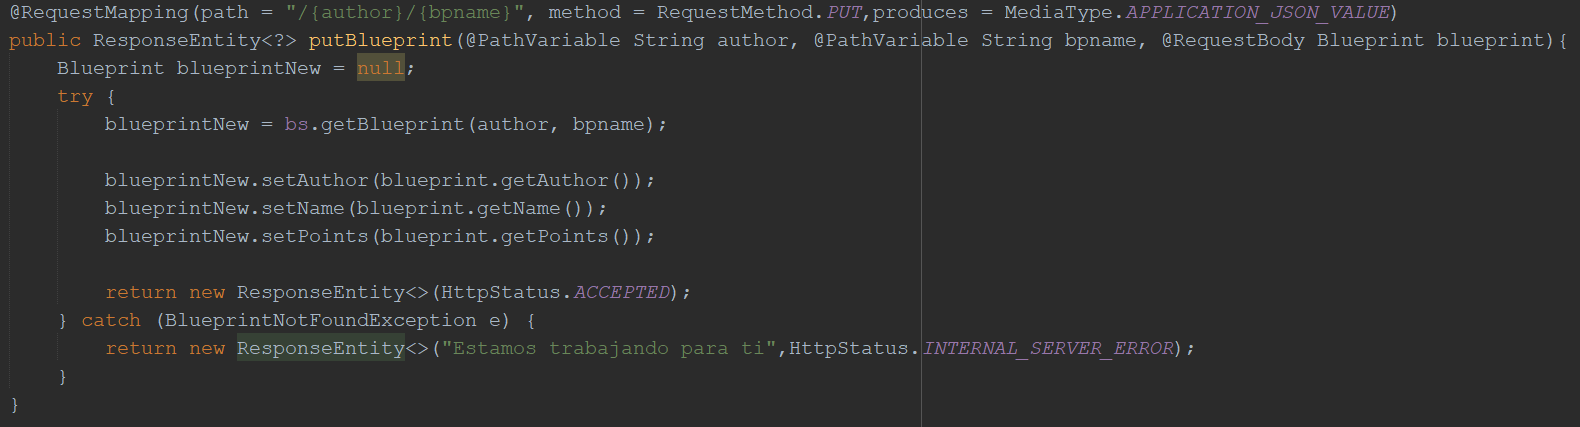 @RequestMapping(path = "/{author}/{bpname}", method = RequestMethod.PUT,produces = MediaType.APPLICATION_JSON_VALUE)
public ResponseEntity<?> putBlueprint(@PathVariable String author, @PathVariable String bpname, @RequestBody Blueprint blueprint){
    Blueprint blueprintNew = null;
    try {
        blueprintNew = bs.getBlueprint(author, bpname);

        blueprintNew.setAuthor(blueprint.getAuthor());
        blueprintNew.setName(blueprint.getName());
        blueprintNew.setPoints(blueprint.getPoints());

        return new ResponseEntity<>(HttpStatus.ACCEPTED);
    } catch (BlueprintNotFoundException e) {
        return new ResponseEntity<>("Estamos trabajando para ti",HttpStatus.INTERNAL_SERVER_ERROR);
    }
}